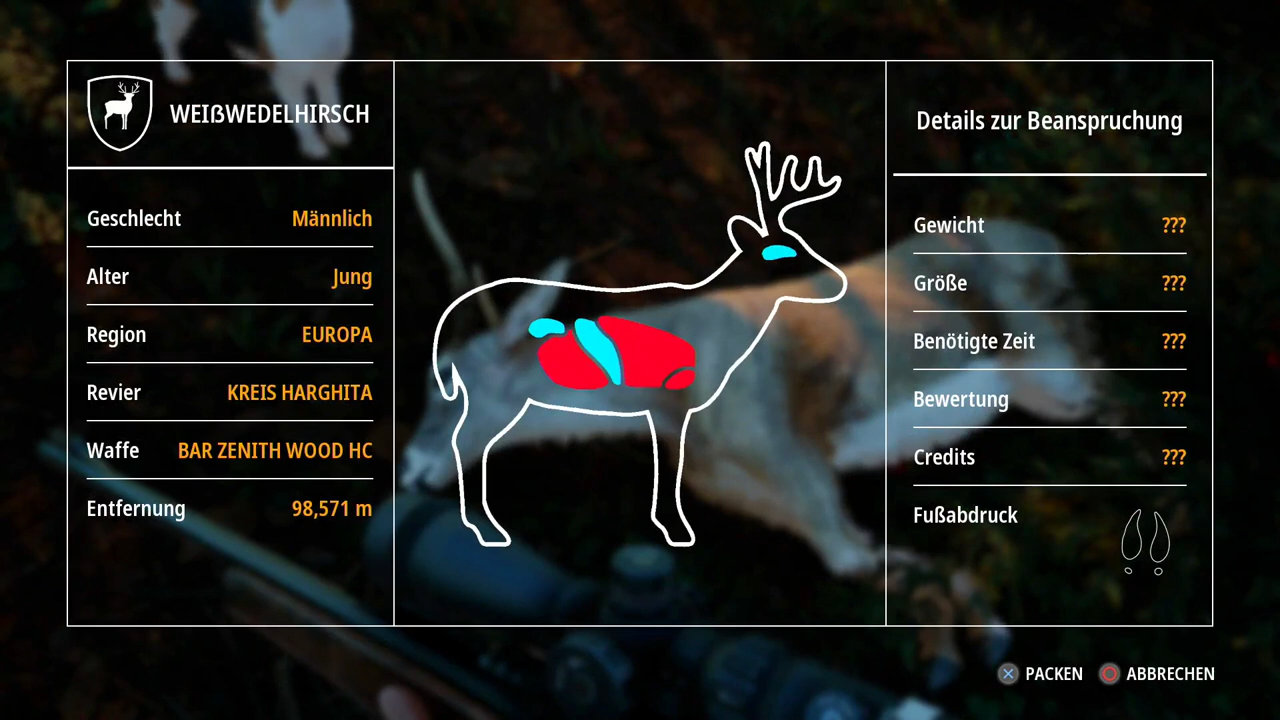 WEIßWEDELHIRSCH
Geschlecht Männlich
Alter Jung
Region EUROPA
Revier KREIS HARGHITA
Waffe BAR ZENITH WOOD HC
Entfernung 98,571 m
Details zur Beanspruchung
Gewicht ???
Größe ???
Benötigte Zeit ???
Bewertung ???
Credits ???
Fußabdruck
PACKEN ABBRECHEN